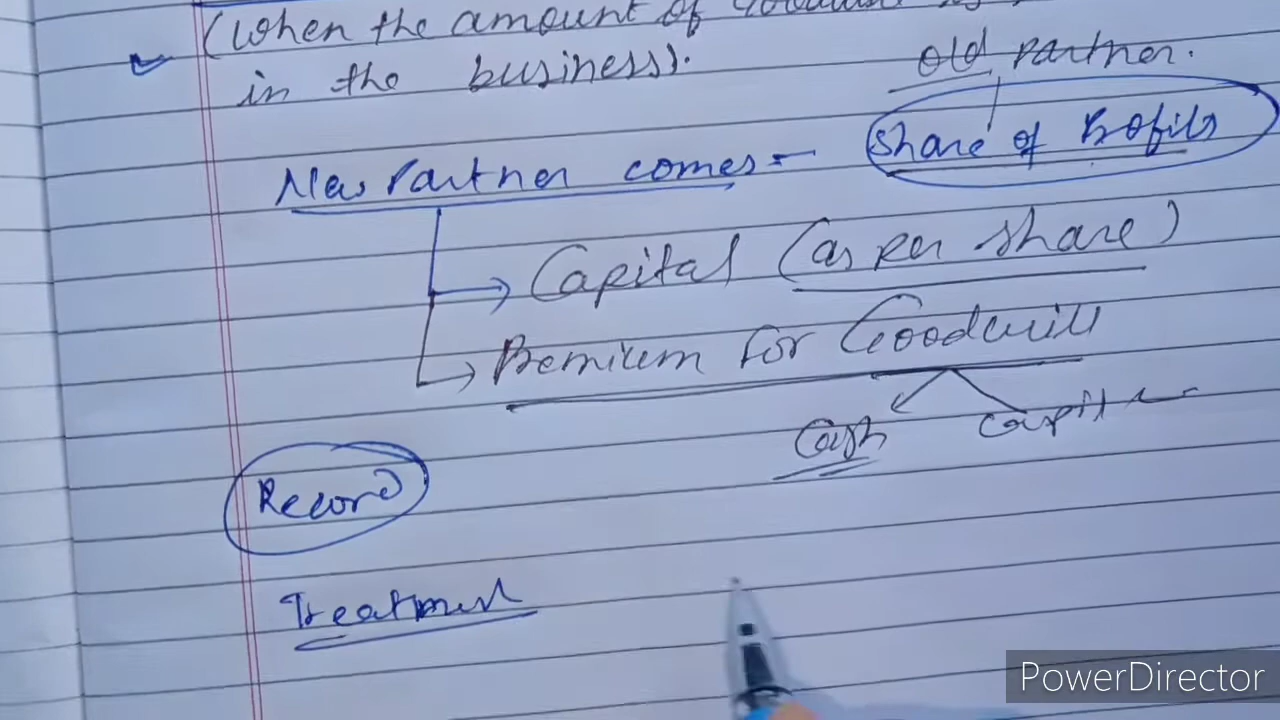 (When the amount of Goodwill
in the business).
old Partner.
New Partner comes - Share of Profits
Capital (as per share)
Premium for Goodwill
Cash
Record
Treatment
PowerDirector